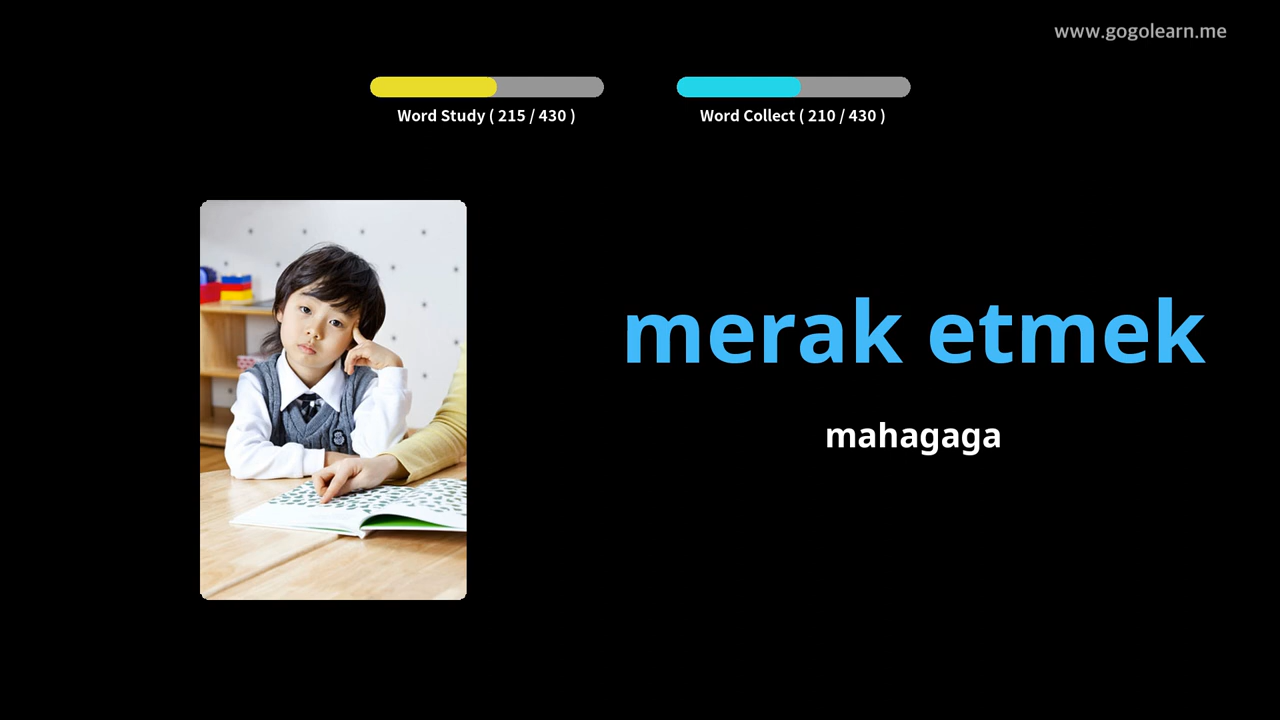 www.gogolearn.me
Word Study ( 215 / 430 )
Word Collect ( 210 / 430 )
merak etmek
mahagaga